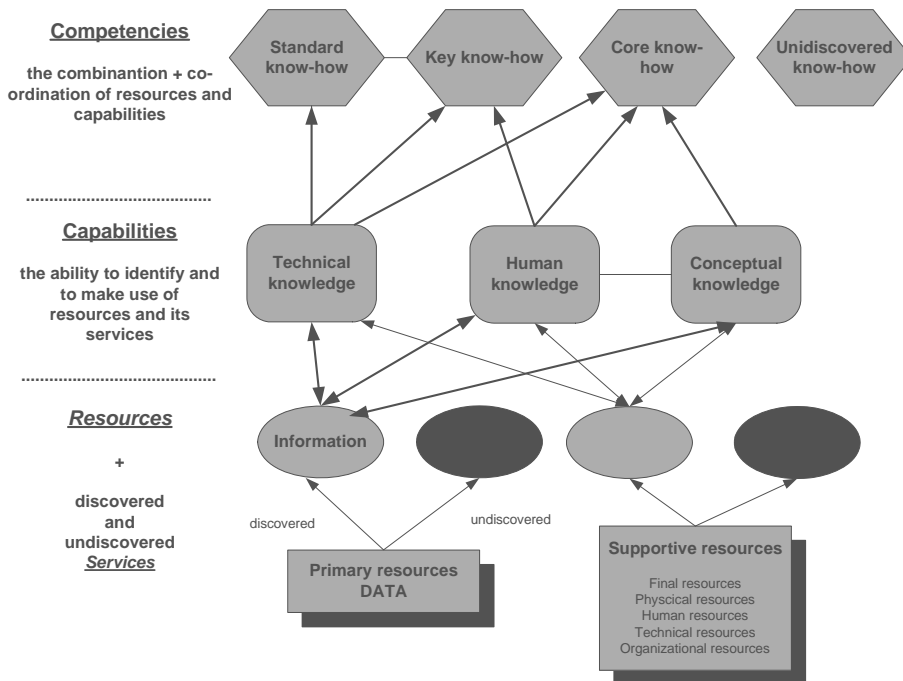 Competencies
the combinantion + co-
ordination of resources and
capabilities
Standard
know-how
Key know-how
Core know-
how
Unidiscovered
know-how
........................................
Capabilities
the ability to identify and
to make use of
resources and its
services
Technical
knowledge
Human
knowledge
Conceptual
knowledge
.........................................
Resources
+
discovered
and
undiscovered
Services
Information
discovered
undiscovered
Primary resources
DATA
Supportive resources
Final resources
Physcical resources
Human resources
Technical resources
Organizational resources